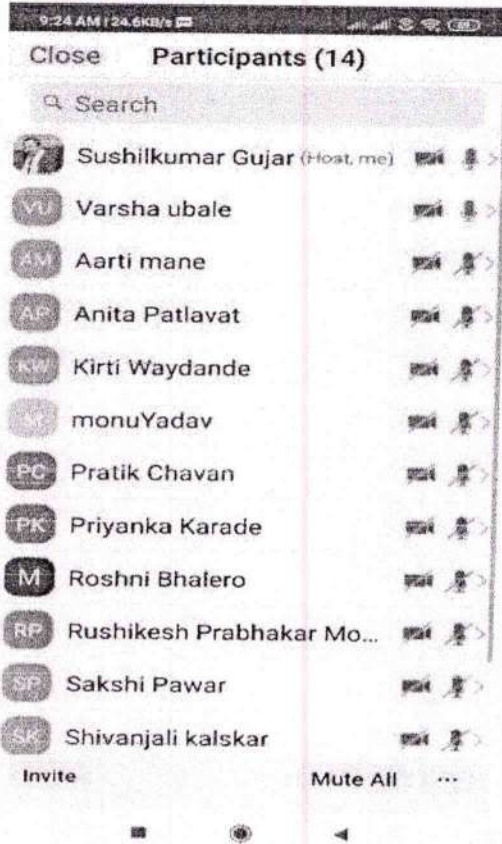 9:24 AM | 24.6KB/s
Close Participants (14)
Search
Sushilkumar Gujar (Host, me)
VU Varsha ubale
AM Aarti mane
AP Anita Patlavat
KW Kirti Waydande
monuYadav
PC Pratik Chavan
PK Priyanka Karade
M Roshni Bhalero
RP Rushikesh Prabhakar Mo...
SP Sakshi Pawar
SK Shivanjali kalskar
Invite Mute All ...